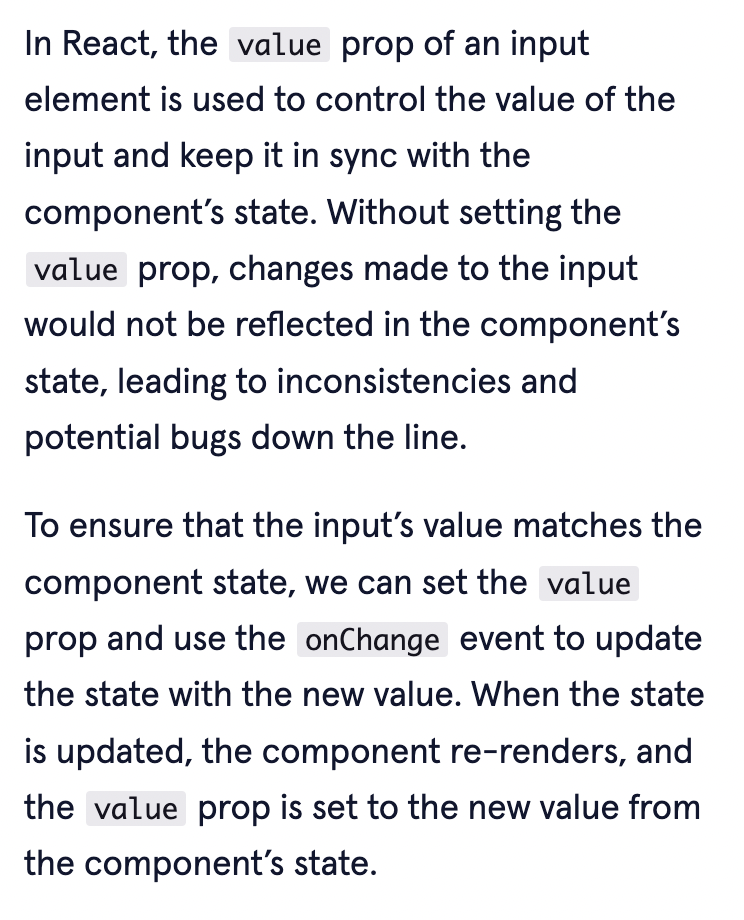 In React, the value prop of an input
element is used to control the value of the
input and keep it in sync with the
component’s state. Without setting the
value prop, changes made to the input
would not be reflected in the component’s
state, leading to inconsistencies and
potential bugs down the line.
To ensure that the input’s value matches the
component state, we can set the value
prop and use the onChange event to update
the state with the new value. When the state
is updated, the component re-renders, and
the value prop is set to the new value from
the component’s state.